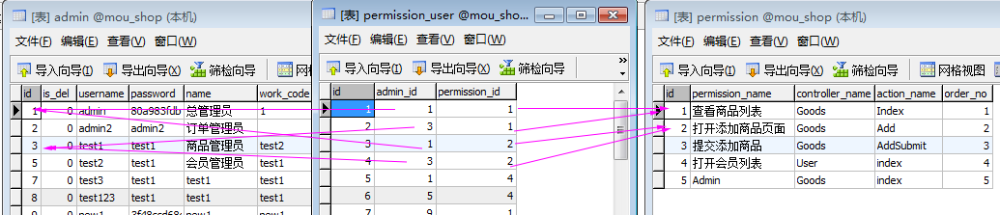 [表] admin @mou_shop (本机)
文件(F) 编辑(E) 查看(V) 窗口(W)
导入向导(I) 导出向导(X) 筛检向导
id is_del username password name work_code
1 0 admin 80a983fdb 总管理员 1
2 0 admin2 admin2 订单管理员
3 0 test1 test1 商品管理员 test2
4 0 test2 test1 会员管理员 test1
5 0 test3 test1 test1 test1
7 0 test123 test1 test1 test1
[表] permission_user @mou_sho...
文件(F) 编辑(E) 查看(V) 窗口(W)
导入向导(I) 导出向导(X) 筛检向导
id admin_id permission_id
1 1 1
2 3 1
3 1 2
4 3 2
5 1 4
6 5 4
7 9 1
[表] permission @mou_shop (本机)
文件(F) 编辑(E) 查看(V) 窗口(W)
导入向导(I) 导出向导(X) 筛检向导 网格视图
id permission_name controller_name action_name order_no
1 查看商品列表 Goods Index 1
2 打开添加商品页面 Goods Add 2
3 提交添加商品 Goods AddSubmit 3
4 打开会员列表 User index 4
5 Admin Goods index 5